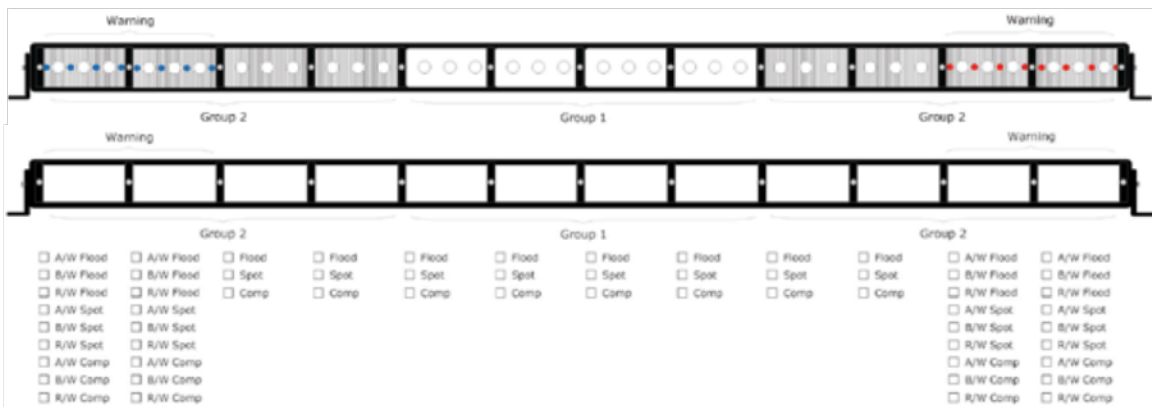 Warning Warning
Group 2 Group 1 Group 2
Warning Warning
Group 2 Group 1 Group 2
A/W Flood A/W Flood Flood Flood Flood Flood Flood Flood Flood Flood A/W Flood A/W Flood
B/W Flood B/W Flood Spot Spot Spot Spot Spot Spot Spot Spot B/W Flood B/W Flood
R/W Flood R/W Flood Comp Comp Comp Comp Comp Comp Comp Comp R/W Flood R/W Flood
A/W Spot A/W Spot A/W Spot A/W Spot
B/W Spot B/W Spot B/W Spot B/W Spot
R/W Spot R/W Spot R/W Spot R/W Spot
A/W Comp A/W Comp A/W Comp A/W Comp
B/W Comp B/W Comp B/W Comp B/W Comp
R/W Comp R/W Comp R/W Comp R/W Comp